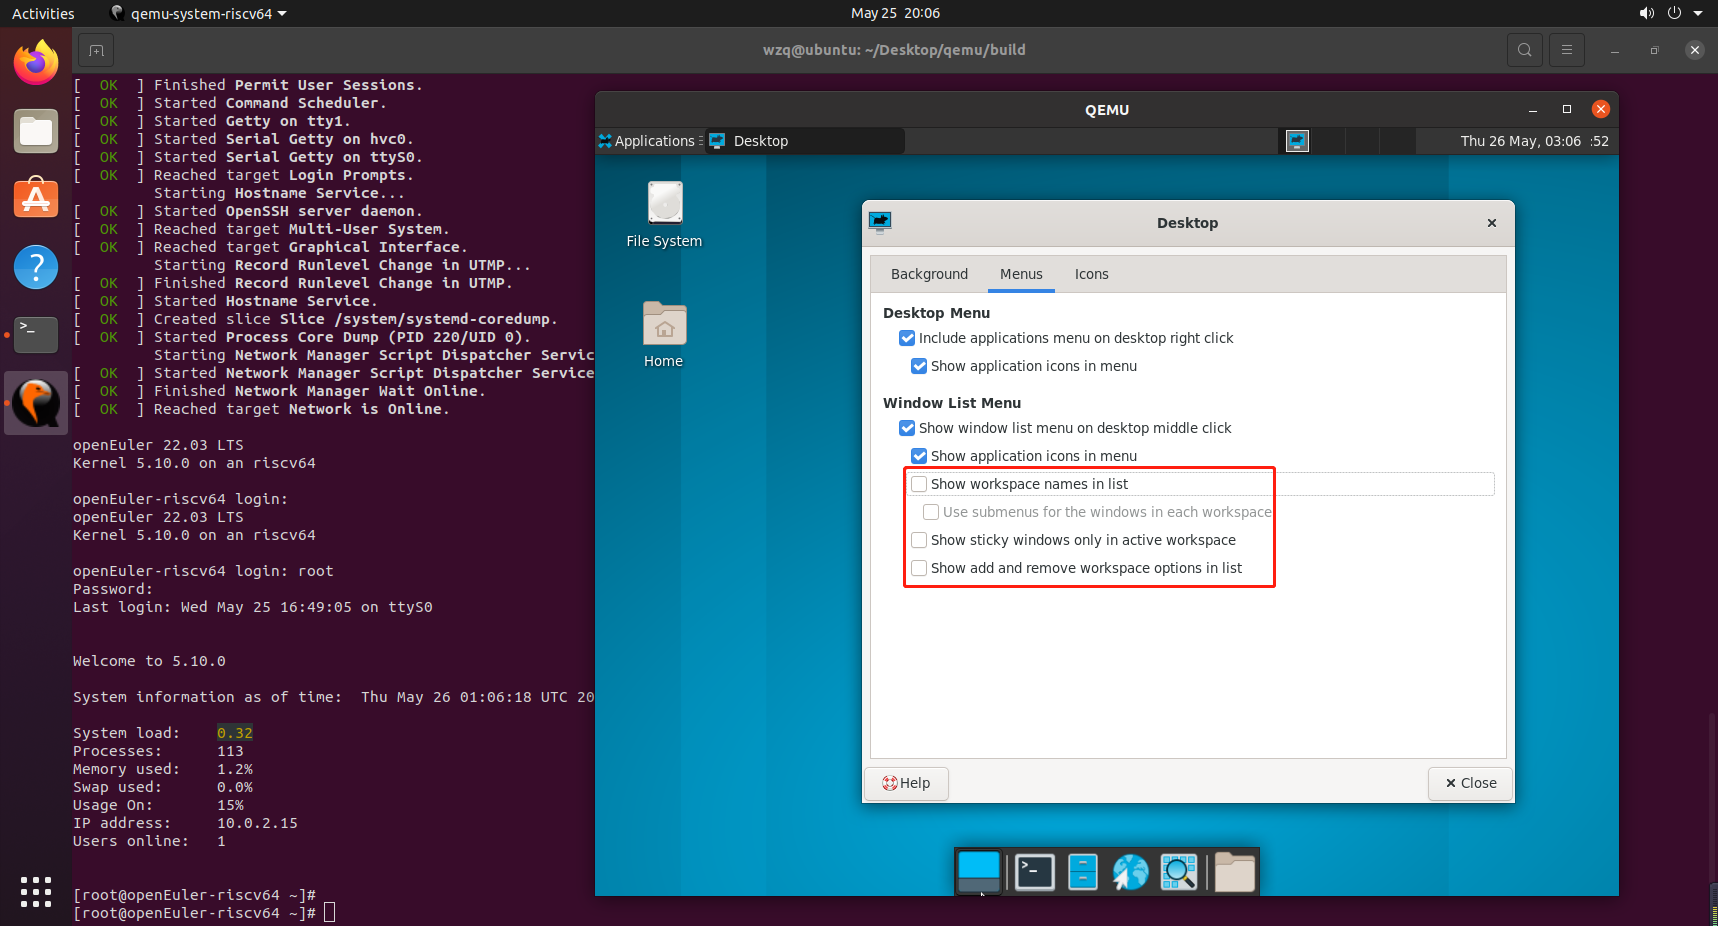 Activities
qemu-system-riscv64
May 25 20:06
wzq@ubuntu: ~/Desktop/qemu/build
[ OK ] Finished Permit User Sessions.
[ OK ] Started Command Scheduler.
[ OK ] Started Getty on tty1.
[ OK ] Started Serial Getty on hvc0.
[ OK ] Started Serial Getty on ttyS0.
[ OK ] Reached target Login Prompts.
Starting Hostname Service...
[ OK ] Started OpenSSH server daemon.
[ OK ] Reached target Multi-User System.
[ OK ] Reached target Graphical Interface.
Starting Record Runlevel Change in UTMP...
[ OK ] Finished Record Runlevel Change in UTMP.
[ OK ] Started Hostname Service.
[ OK ] Created slice Slice /system/systemd-coredump.
[ OK ] Started Process Core Dump (PID 220/UID 0).
Starting Network Manager Script Dispatcher Servic
[ OK ] Started Network Manager Script Dispatcher Service
[ OK ] Finished Network Manager Wait Online.
[ OK ] Reached target Network is Online.
openEuler 22.03 LTS
Kernel 5.10.0 on an riscv64
openEuler-riscv64 login:
openEuler 22.03 LTS
Kernel 5.10.0 on an riscv64
openEuler-riscv64 login: root
Password:
Last login: Wed May 25 16:49:05 on ttyS0
Welcome to 5.10.0
System information as of time: Thu May 26 01:06:18 UTC 20
System load: 0.32
Processes: 113
Memory used: 1.2%
Swap used: 0.0%
Usage On: 15%
IP address: 10.0.2.15
Users online: 1
[root@openEuler-riscv64 ~]#
[root@openEuler-riscv64 ~]#
QEMU
Applications
Desktop
Thu 26 May, 03:06 :52
File System
Home
Desktop
Background
Menus
Icons
Desktop Menu
Include applications menu on desktop right click
Show application icons in menu
Window List Menu
Show window list menu on desktop middle click
Show application icons in menu
Show workspace names in list
Use submenus for the windows in each workspace
Show sticky windows only in active workspace
Show add and remove workspace options in list
Help
Close